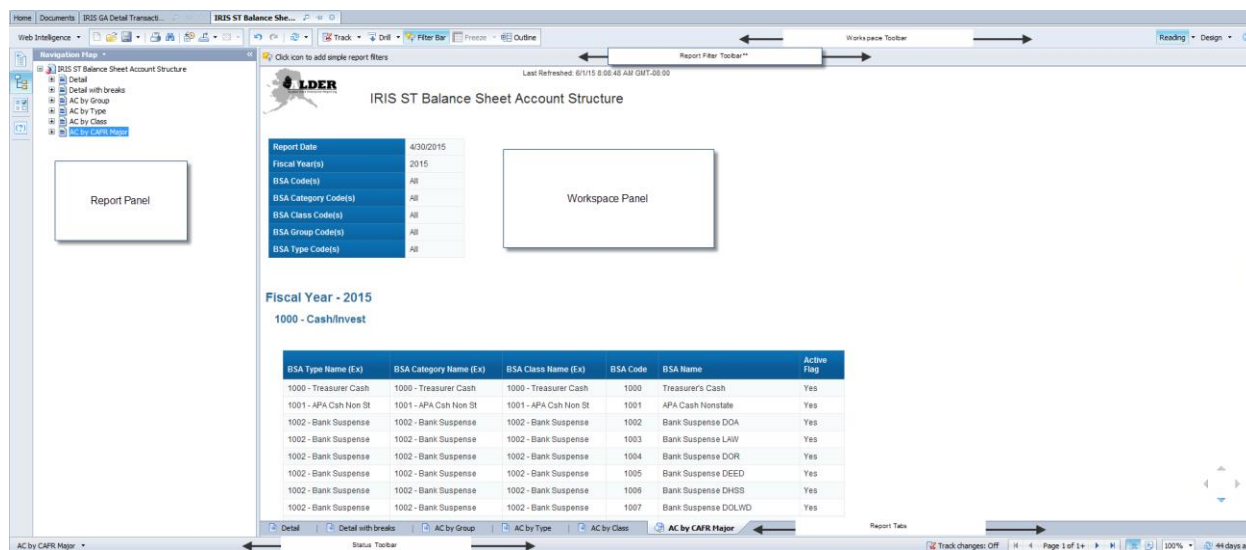 Home Documents IRIS GA Detail Transacti... IRIS ST Balance She...
Web Intelligence Track Drill Filter Bar Freeze Outline Workspace Toolbar Reading Design
Navigation Map Click icon to add simple report filters Report Filter Toolbar**
IRIS ST Balance Sheet Account Structure
Detail
Detail with breaks
AC by Group
AC by Type
AC by Class
AC by CAFR Major
Report Panel
Last Refreshed: 6/1/15 8:08:48 AM GMT-08:00
ALDER
IRIS ST Balance Sheet Account Structure
Report Date 4/30/2015
Fiscal Year(s) 2015
BSA Code(s) All
BSA Category Code(s) All
BSA Class Code(s) All
BSA Group Code(s) All
BSA Type Code(s) All
Workspace Panel
Fiscal Year - 2015
1000 - Cash/Invest
BSA Type Name (Ex) BSA Category Name (Ex) BSA Class Name (Ex) BSA Code BSA Name Active Flag
1000 - Treasurer Cash 1000 - Treasurer Cash 1000 - Treasurer Cash 1000 Treasurer's Cash Yes
1001 - APA Csh Non St 1001 - APA Csh Non St 1001 - APA Csh Non St 1001 APA Cash Nonstate Yes
1002 - Bank Suspense 1002 - Bank Suspense 1002 - Bank Suspense 1002 Bank Suspense DOA Yes
1002 - Bank Suspense 1002 - Bank Suspense 1002 - Bank Suspense 1003 Bank Suspense LAW Yes
1002 - Bank Suspense 1002 - Bank Suspense 1002 - Bank Suspense 1004 Bank Suspense DOR Yes
1002 - Bank Suspense 1002 - Bank Suspense 1002 - Bank Suspense 1005 Bank Suspense DEED Yes
1002 - Bank Suspense 1002 - Bank Suspense 1002 - Bank Suspense 1006 Bank Suspense DHSS Yes
1002 - Bank Suspense 1002 - Bank Suspense 1002 - Bank Suspense 1007 Bank Suspense DOLWD Yes
Detail Detail with breaks AC by Group AC by Type AC by Class AC by CAFR Major Report Tabs
AC by CAFR Major Status Toolbar Track changes: Off Page 1 of 1+ 100% 44 days a